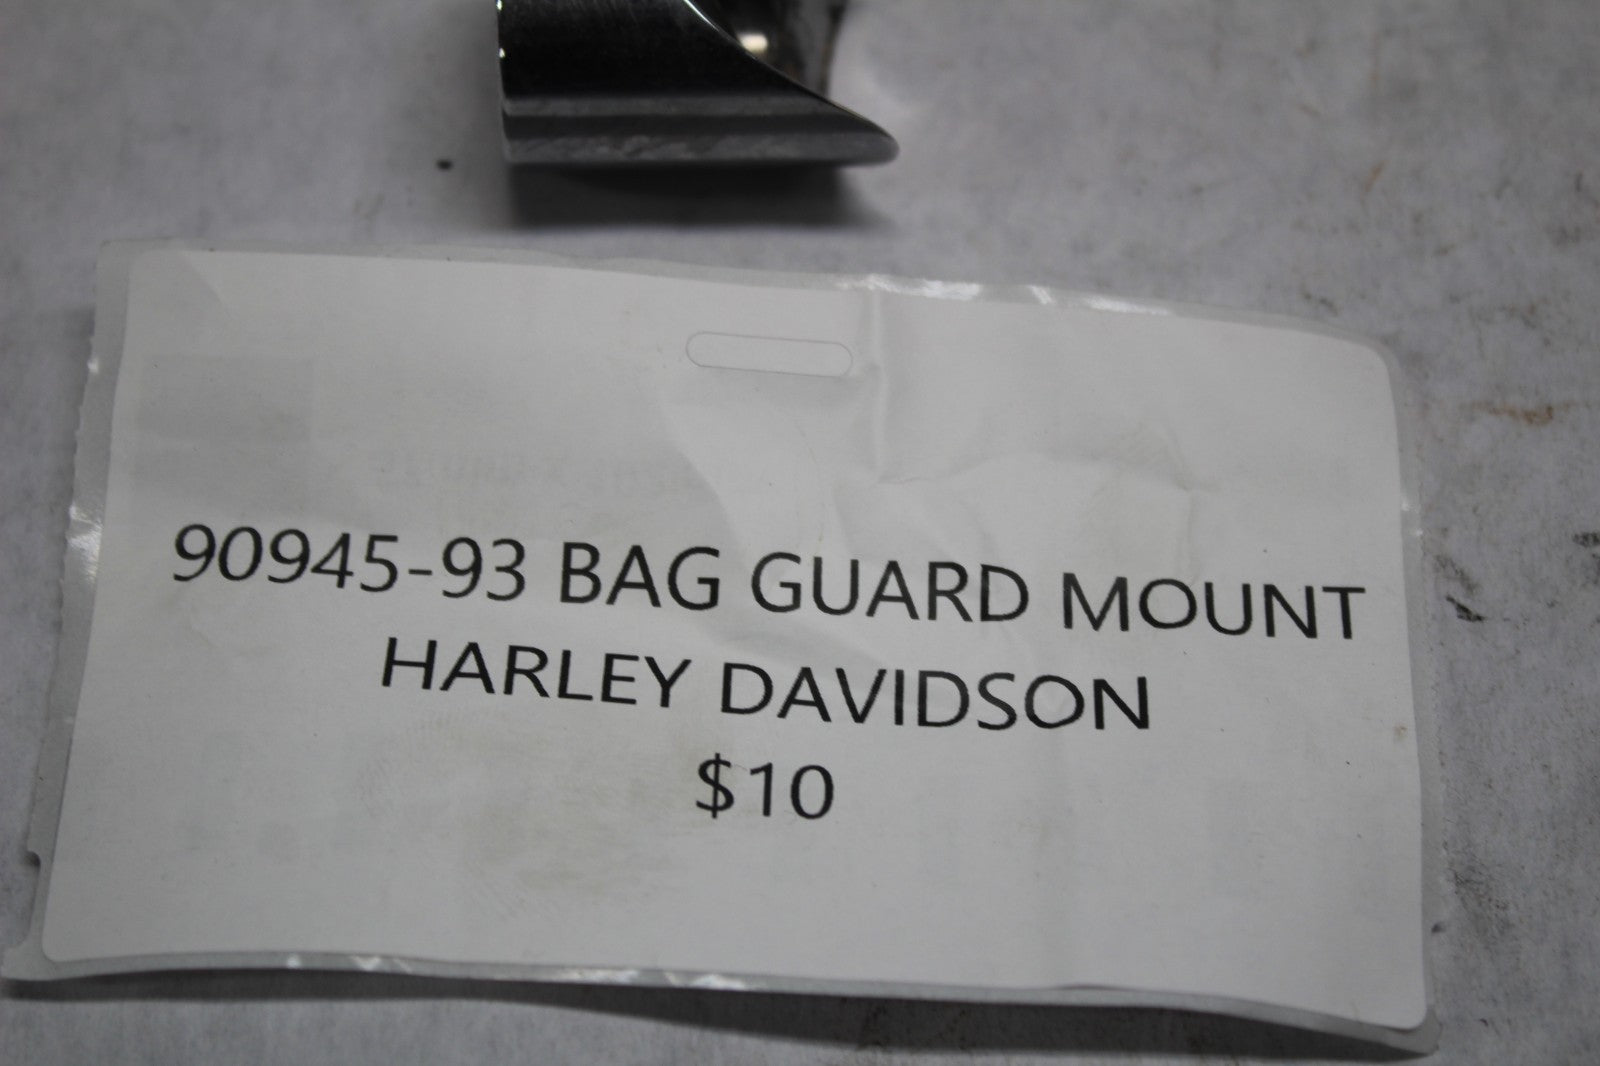 90945-93 BAG GUARD MOUNT
HARLEY DAVIDSON
$10